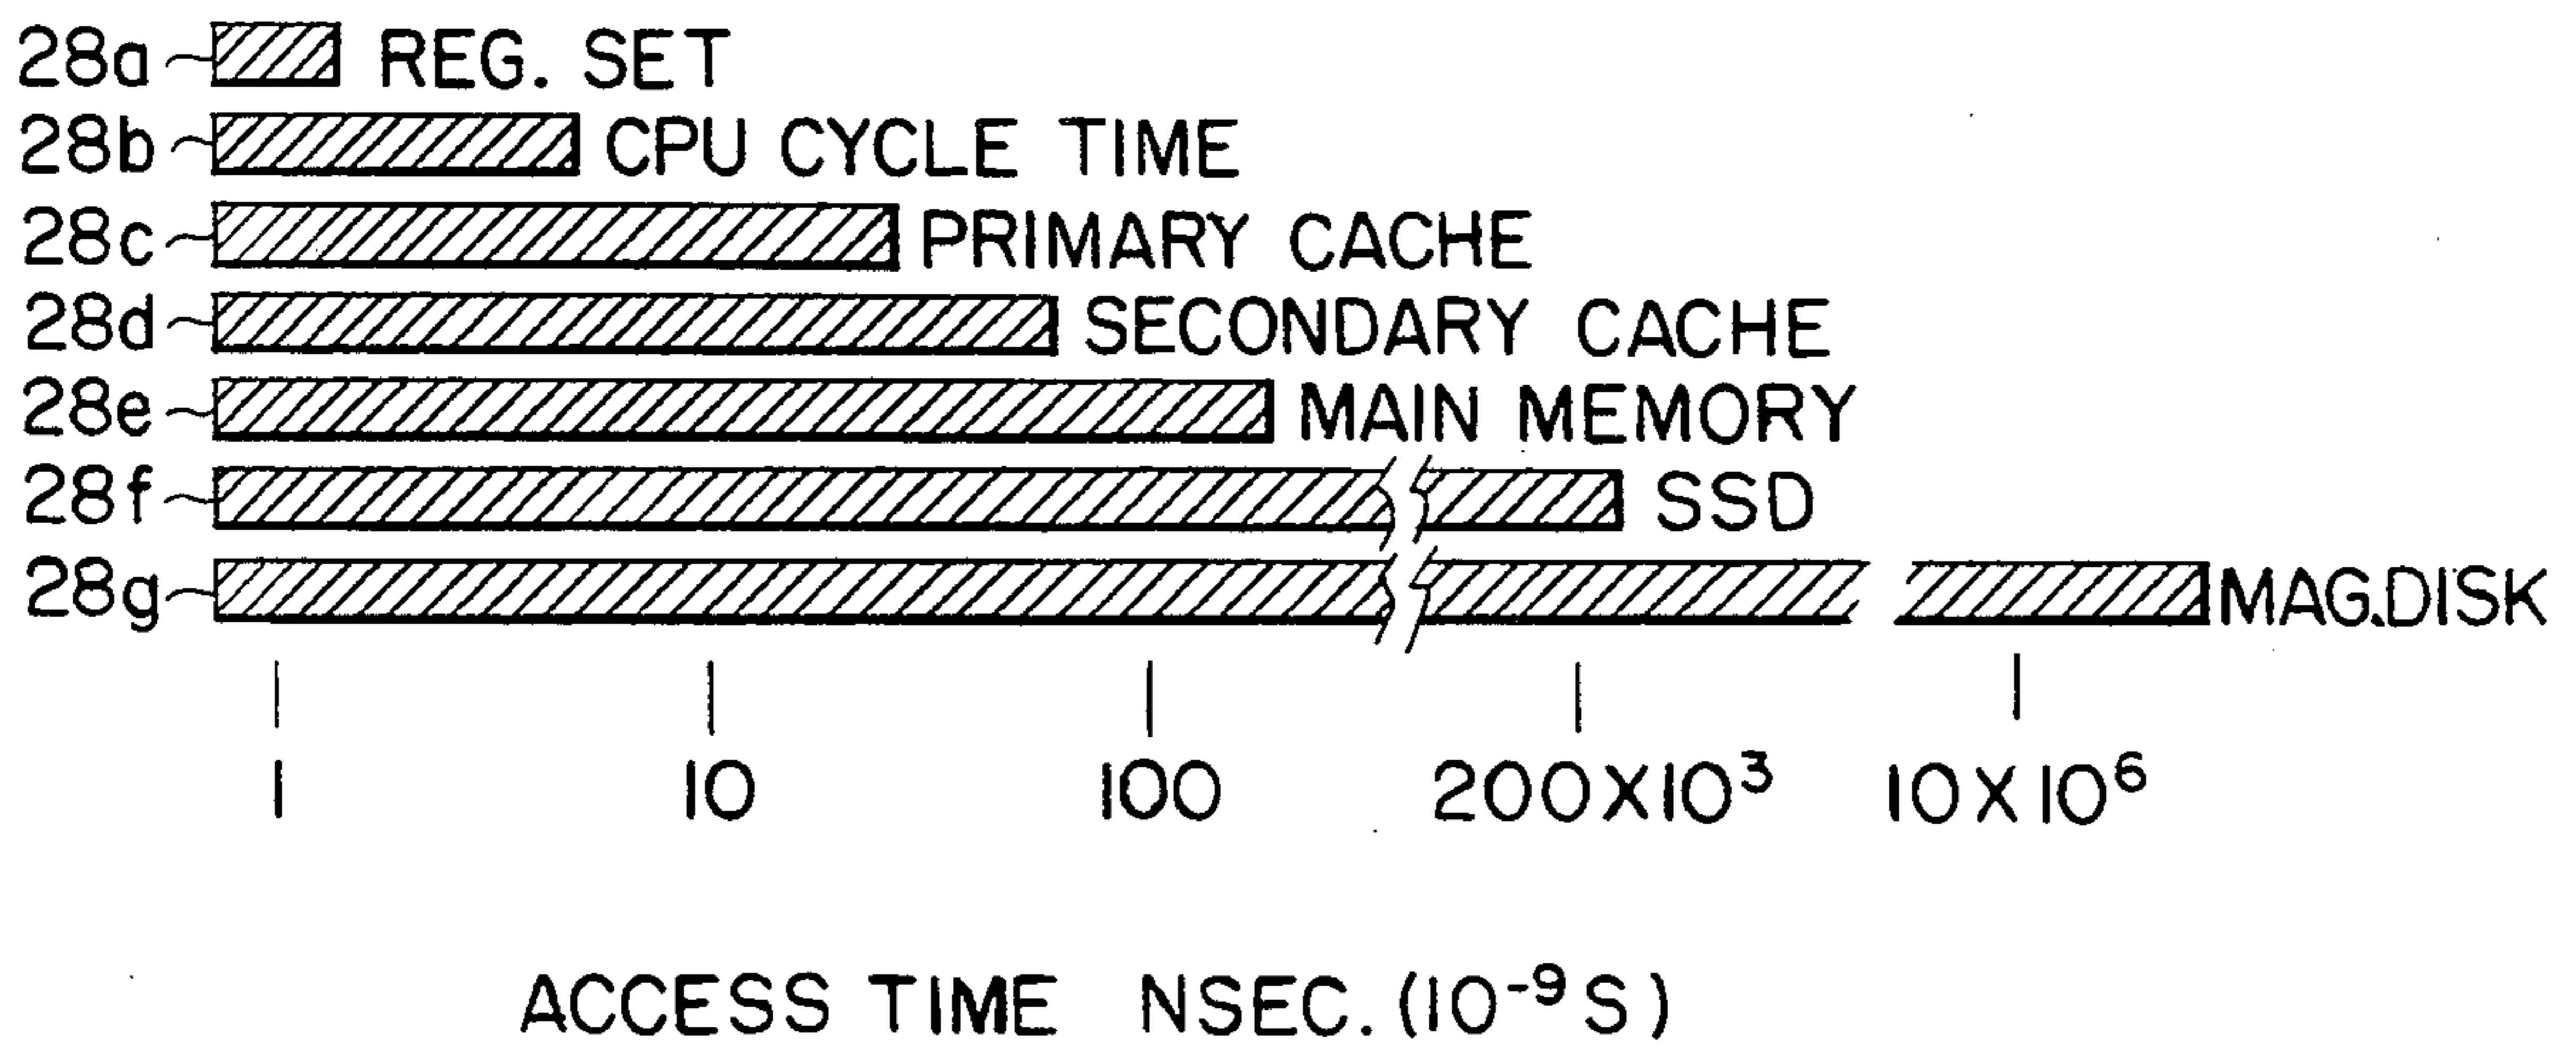 28a REG. SET
28b CPU CYCLE TIME
28c PRIMARY CACHE
28d SECONDARY CACHE
28e MAIN MEMORY
28f SSD
28g MAG.DISK
1 10 100 200X10³ 10X10⁶
ACCESS TIME NSEC. (10⁻⁹S)